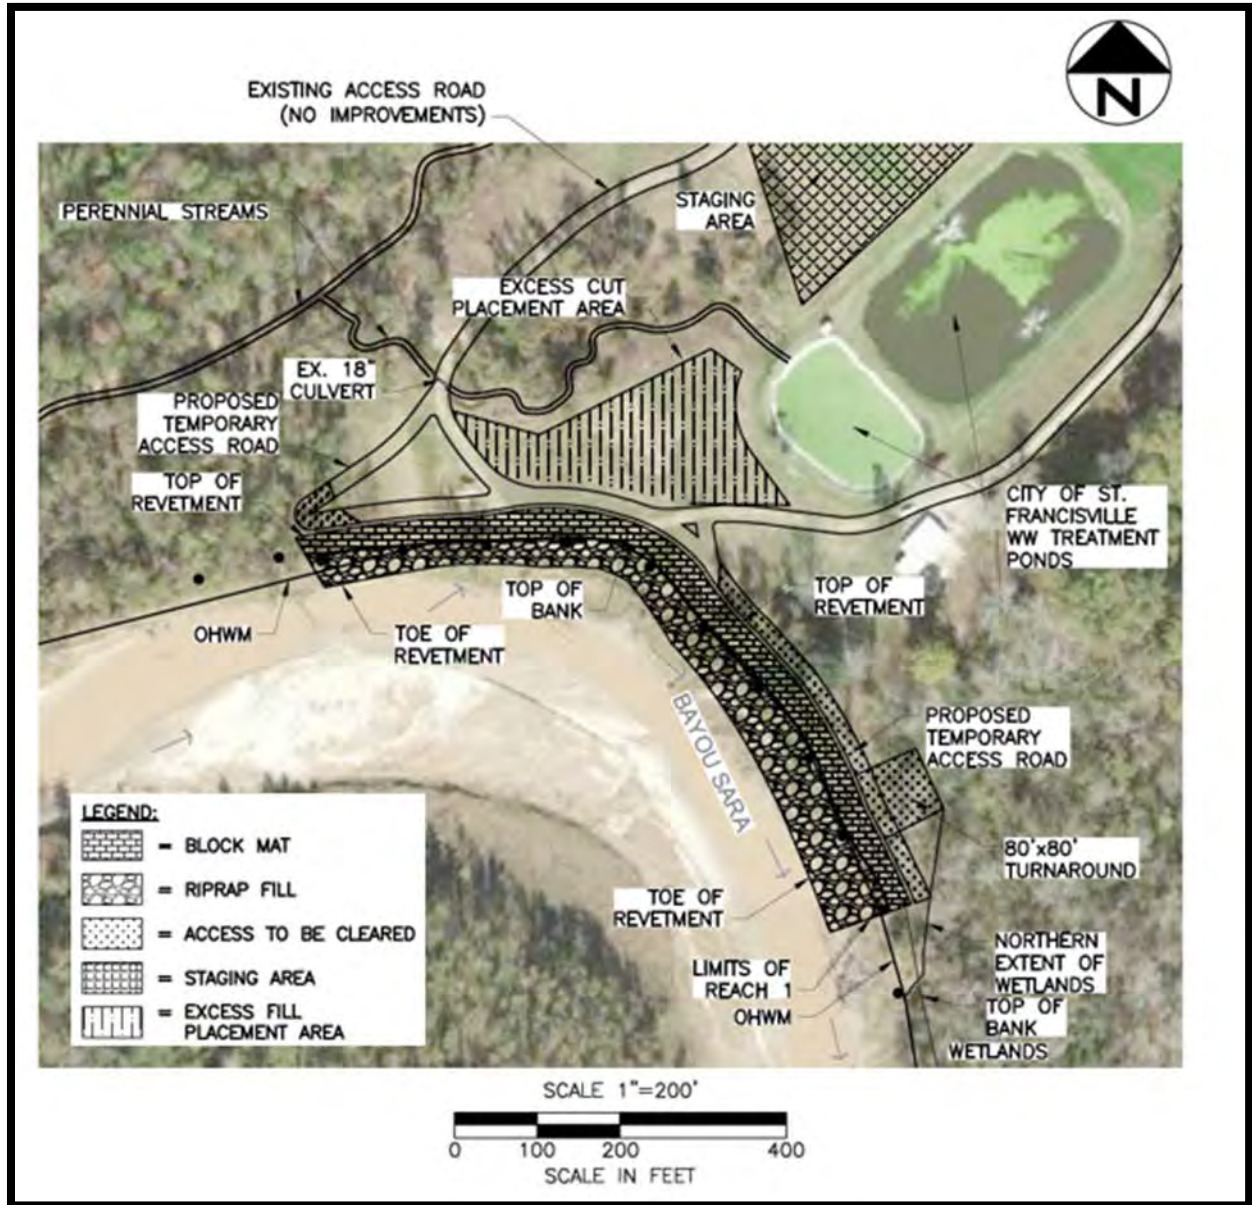 N
EXISTING ACCESS ROAD
(NO IMPROVEMENTS)
PERENNIAL STREAMS
STAGING
AREA
EXCESS CUT
PLACEMENT AREA
EX. 18"
CULVERT
PROPOSED
TEMPORARY
ACCESS ROAD
TOP OF
REVETMENT
CITY OF ST.
FRANCISVILLE
WW TREATMENT
PONDS
TOP OF
BANK
TOP OF
REVETMENT
OHWM
TOE OF
REVETMENT
BAYOU SARA
PROPOSED
TEMPORARY
ACCESS ROAD
80'x80'
TURNAROUND
TOE OF
REVETMENT
LIMITS OF
REACH 1
OHWM
NORTHERN
EXTENT OF
WETLANDS
TOP OF
BANK
WETLANDS
LEGEND:
= BLOCK MAT
= RIPRAP FILL
= ACCESS TO BE CLEARED
= STAGING AREA
= EXCESS FILL
PLACEMENT AREA
SCALE 1"=200'
0 100 200 400
SCALE IN FEET